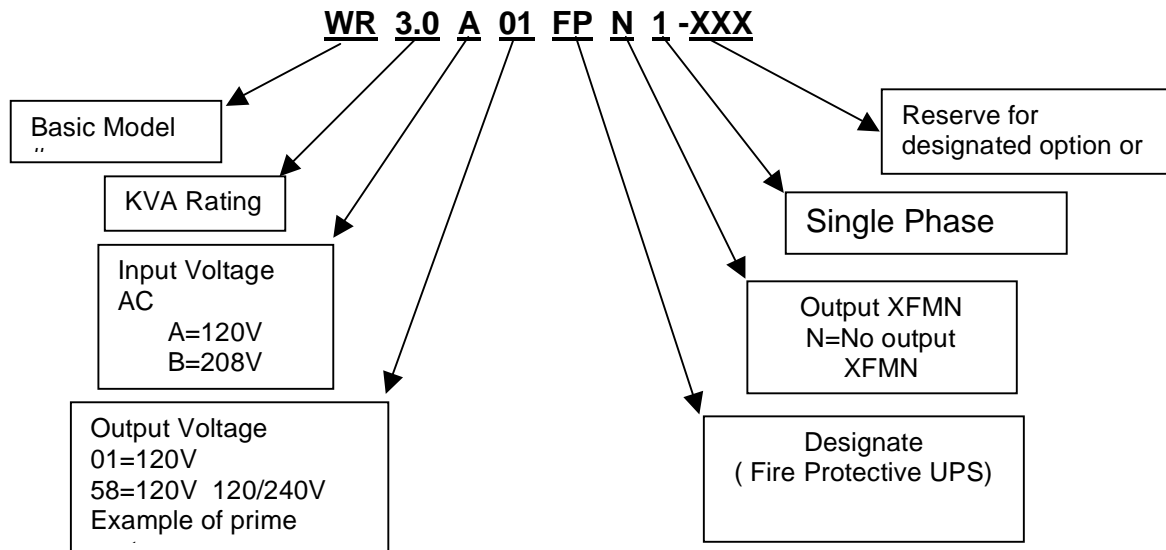 WR 3.0 A 01 FP N 1 -XXX
Basic Model
KVA Rating
Input Voltage
AC
A=120V
B=208V
Output Voltage
01=120V
58=120V 120/240V
Example of prime
Reserve for
designated option or
Single Phase
Output XFMN
N=No output
XFMN
Designate
( Fire Protective UPS)